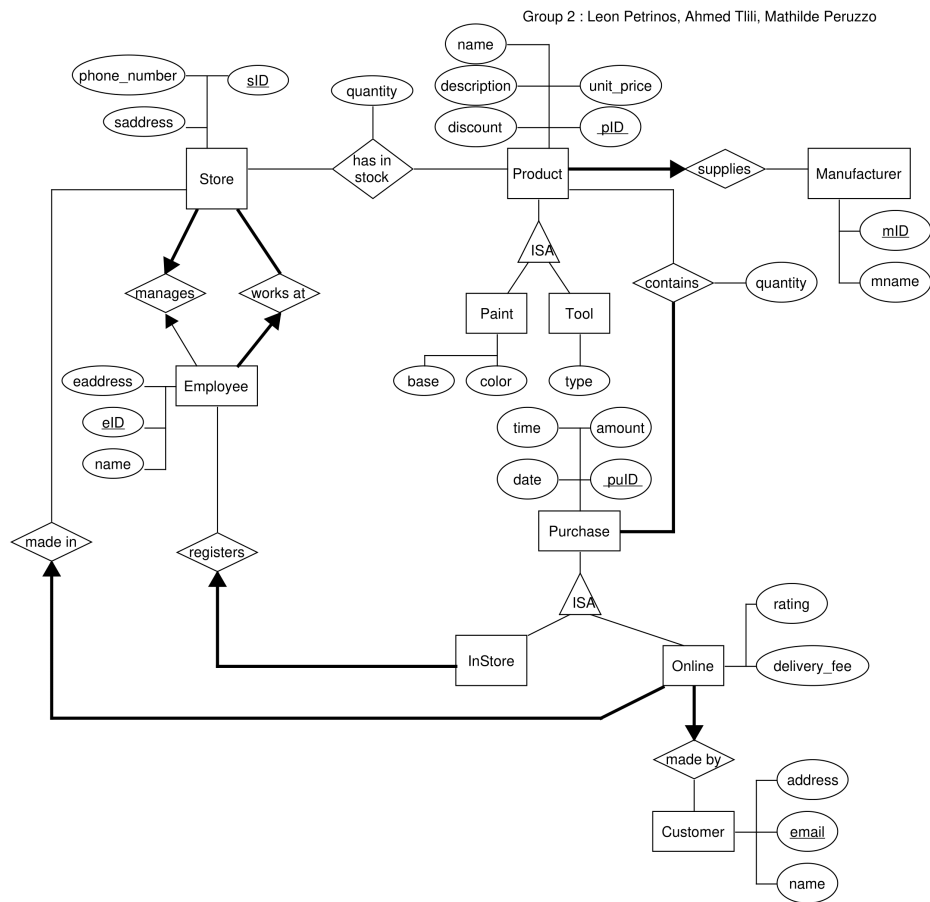 Group 2 : Leon Petrinos, Ahmed Tlili, Mathilde Peruzzo
name
phone_number
sID
description
unit_price
quantity
saddress
discount
pID
Store
has in
stock
Product
supplies
Manufacturer
mID
ISA
mname
manages
works at
contains
quantity
Paint
Tool
eaddress
Employee
base
color
type
eID
time
amount
name
date
puID
Purchase
made in
registers
ISA
rating
InStore
Online
delivery_fee
made by
address
Customer
email
name